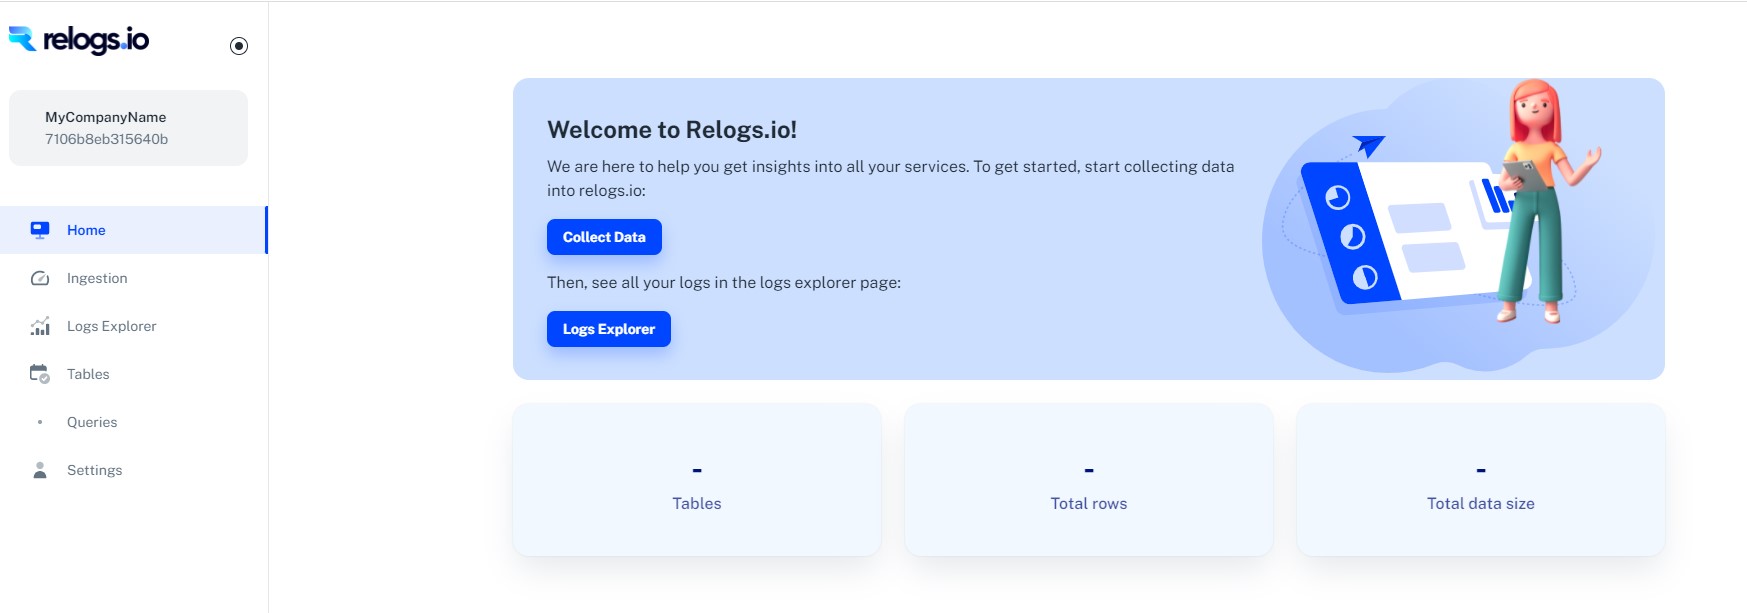 relogs.io
MyCompanyName
7106b8eb315640b
Home
Ingestion
Logs Explorer
Tables
Queries
Settings
Welcome to Relogs.io!
We are here to help you get insights into all your services. To get started, start collecting data
into relogs.io:
Collect Data
Then, see all your logs in the logs explorer page:
Logs Explorer
-
Tables
-
Total rows
-
Total data size